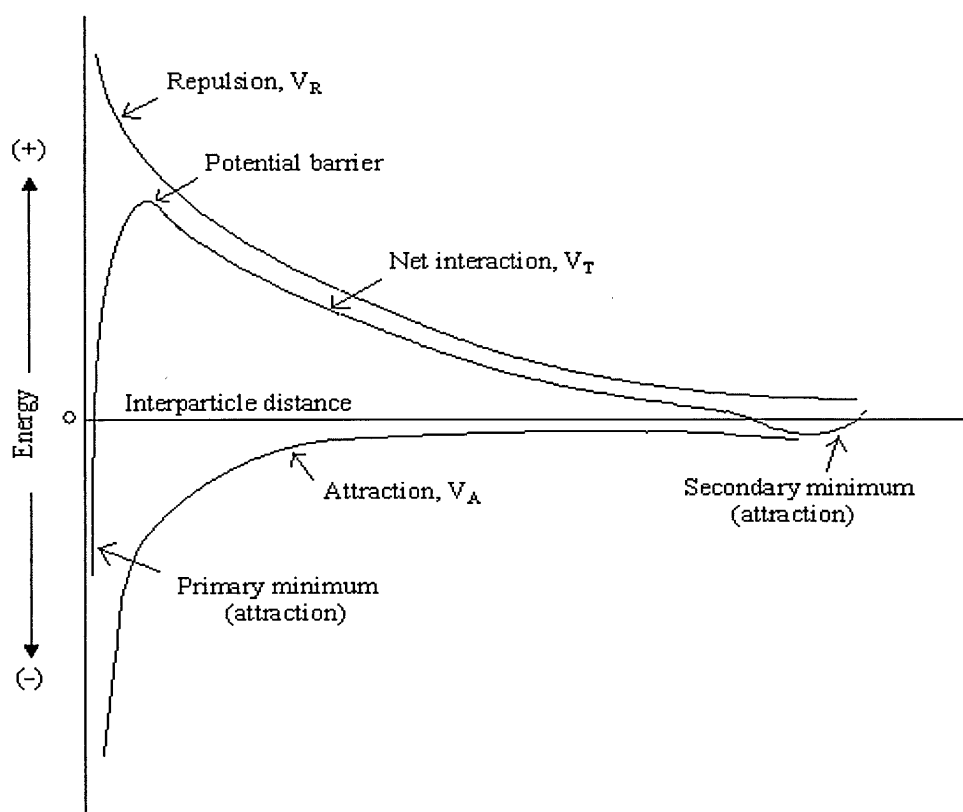 Repulsion, V_R
(+)
Potential barrier
Net interaction, V_T
Energy
O
Interparticle distance
Attraction, V_A
Secondary minimum
(attraction)
Primary minimum
(attraction)
(-)